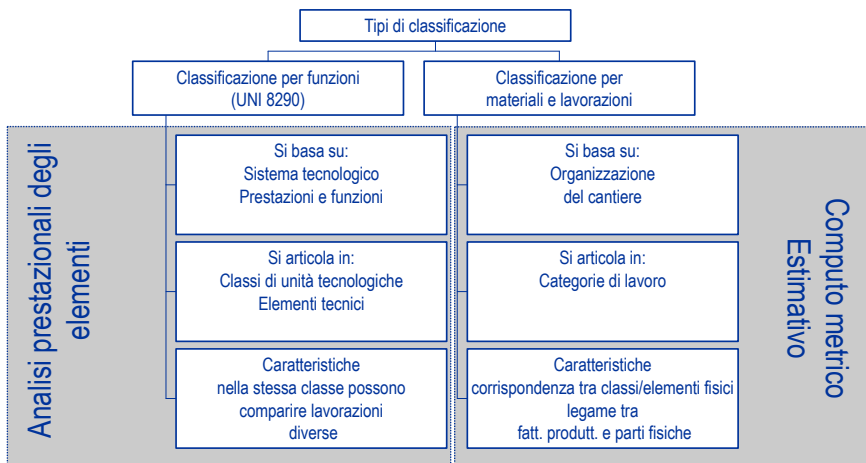 Tipi di classificazione
Classificazione per funzioni
(UNI 8290)
Classificazione per
materiali e lavorazioni
Analisi prestazionali degli
elementi
Si basa su:
Sistema tecnologico
Prestazioni e funzioni
Si articola in:
Classi di unità tecnologiche
Elementi tecnici
Caratteristiche
nella stessa classe possono
comparire lavorazioni
diverse
Si basa su:
Organizzazione
del cantiere
Si articola in:
Categorie di lavoro
Caratteristiche
corrispondenza tra classi/elementi fisici
legame tra
fatt. produtt. e parti fisiche
Computo metrico
Estimativo